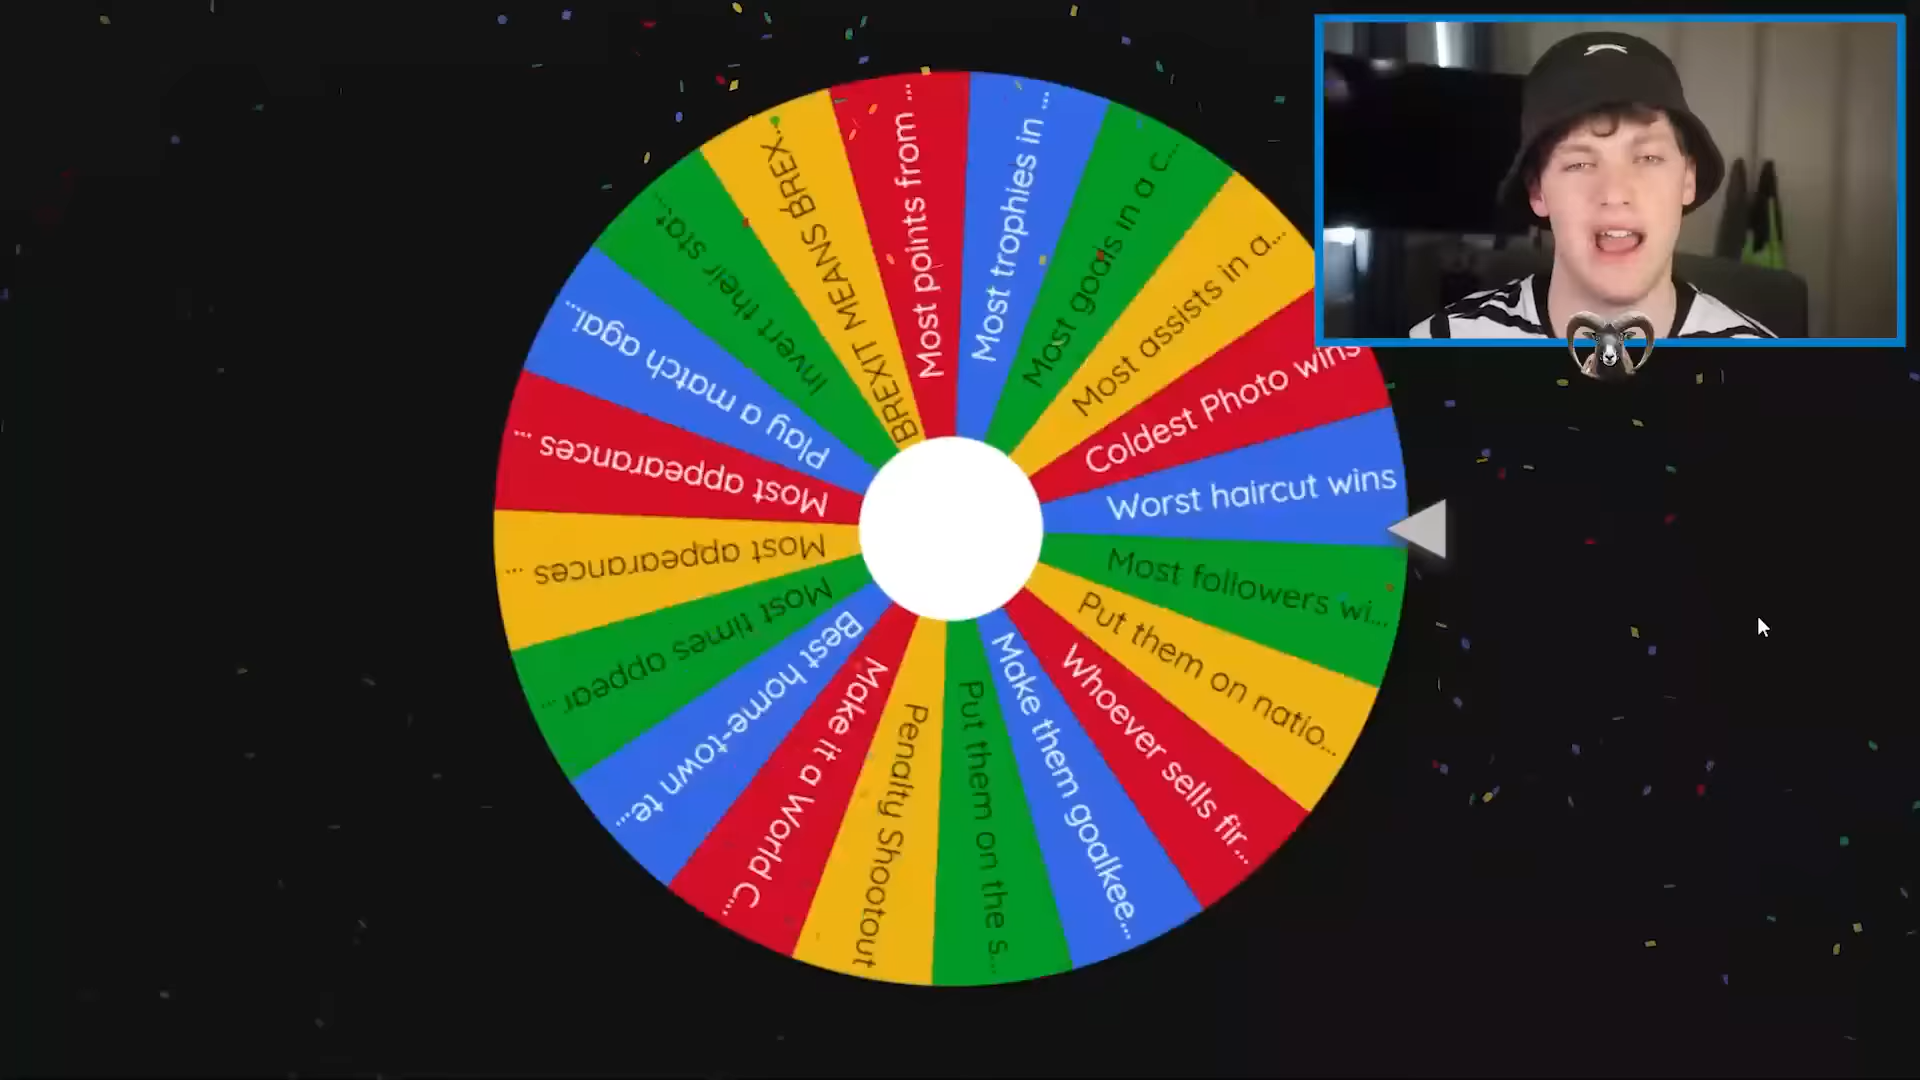 Most points from ...
Most trophies in ...
Most goals in a c...
Most assists in a...
Coldest Photo wins
Worst haircut wins
Most followers wi...
Put them on natio...
Whoever sells fir...
Make them goalkee...
Put them on the s...
Penalty Shootout
Make it a World C...
Best home-town te...
Most times appear...
Most appearances ...
Most appearances ...
Play a match agai...
Invert their stat...
BREXIT MEANS BREX...